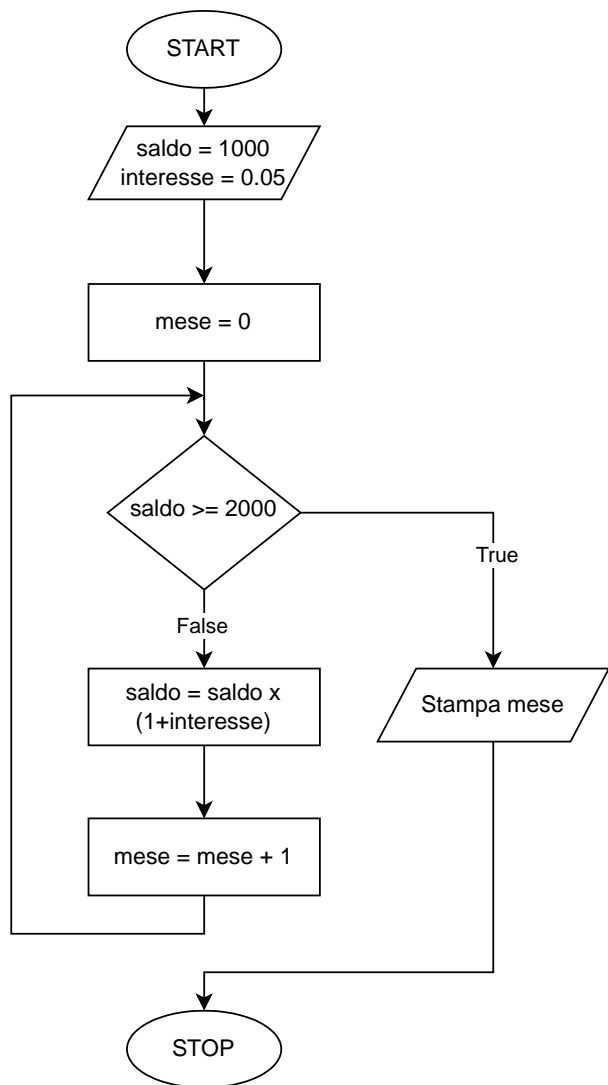 START
saldo = 1000
interesse = 0.05
mese = 0
saldo >= 2000
True
False
saldo = saldo x
(1+interesse)
Stampa mese
mese = mese + 1
STOP